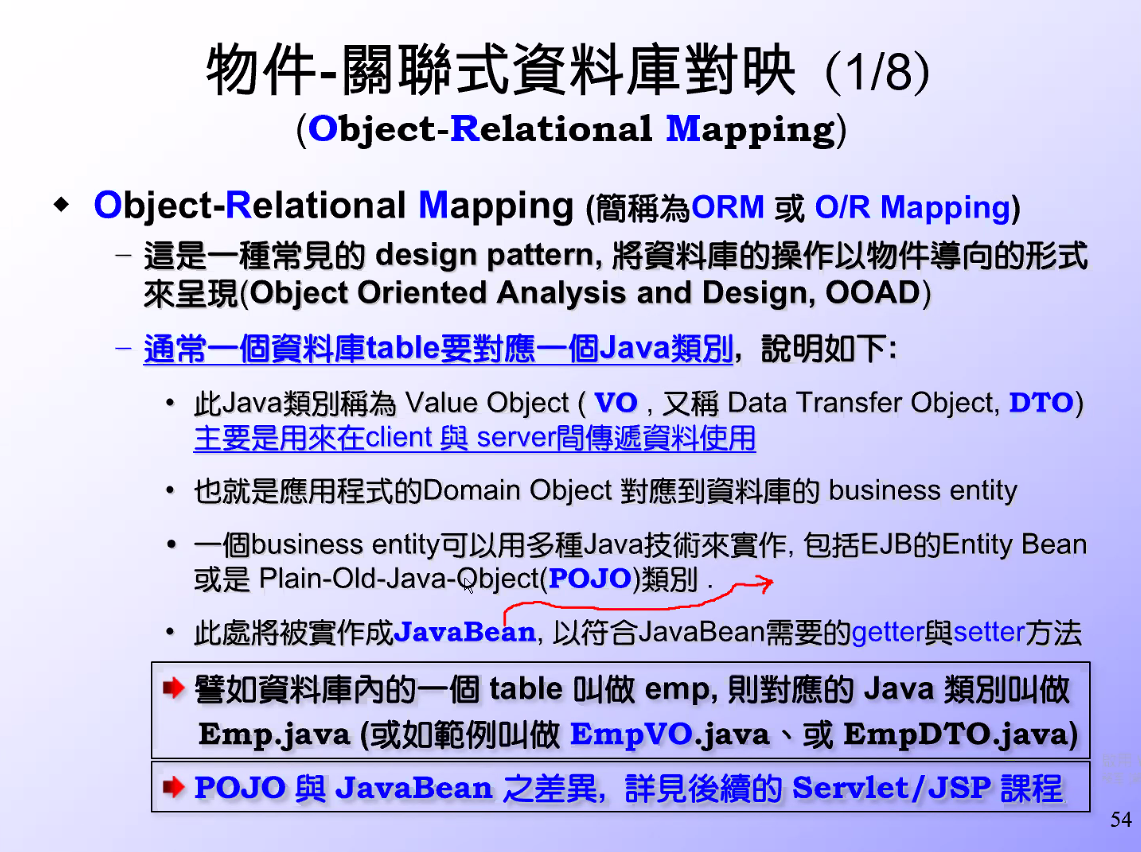 物件-關聯式資料庫對映 (1/8)
(Object-Relational Mapping)
Object-Relational Mapping (簡稱為ORM 或 O/R Mapping)
– 這是一種常見的 design pattern, 將資料庫的操作以物件導向的形式
來呈現(Object Oriented Analysis and Design, OOAD)
– 通常一個資料庫table要對應一個Java類別, 說明如下:
• 此Java類別稱為 Value Object ( VO , 又稱 Data Transfer Object, DTO)
主要是用來在client 與 server間傳遞資料使用
• 也就是應用程式的Domain Object 對應到資料庫的 business entity
• 一個business entity可以用多種Java技術來實作, 包括EJB的Entity Bean
或是 Plain-Old-Java-Object(POJO)類別 .
• 此處將被實作成JavaBean, 以符合JavaBean需要的getter與setter方法
譬如資料庫內的一個 table 叫做 emp, 則對應的 Java 類別叫做
Emp.java (或如範例叫做 EmpVO.java、或 EmpDTO.java)
POJO 與 JavaBean 之差異, 詳見後續的 Servlet/JSP 課程
54